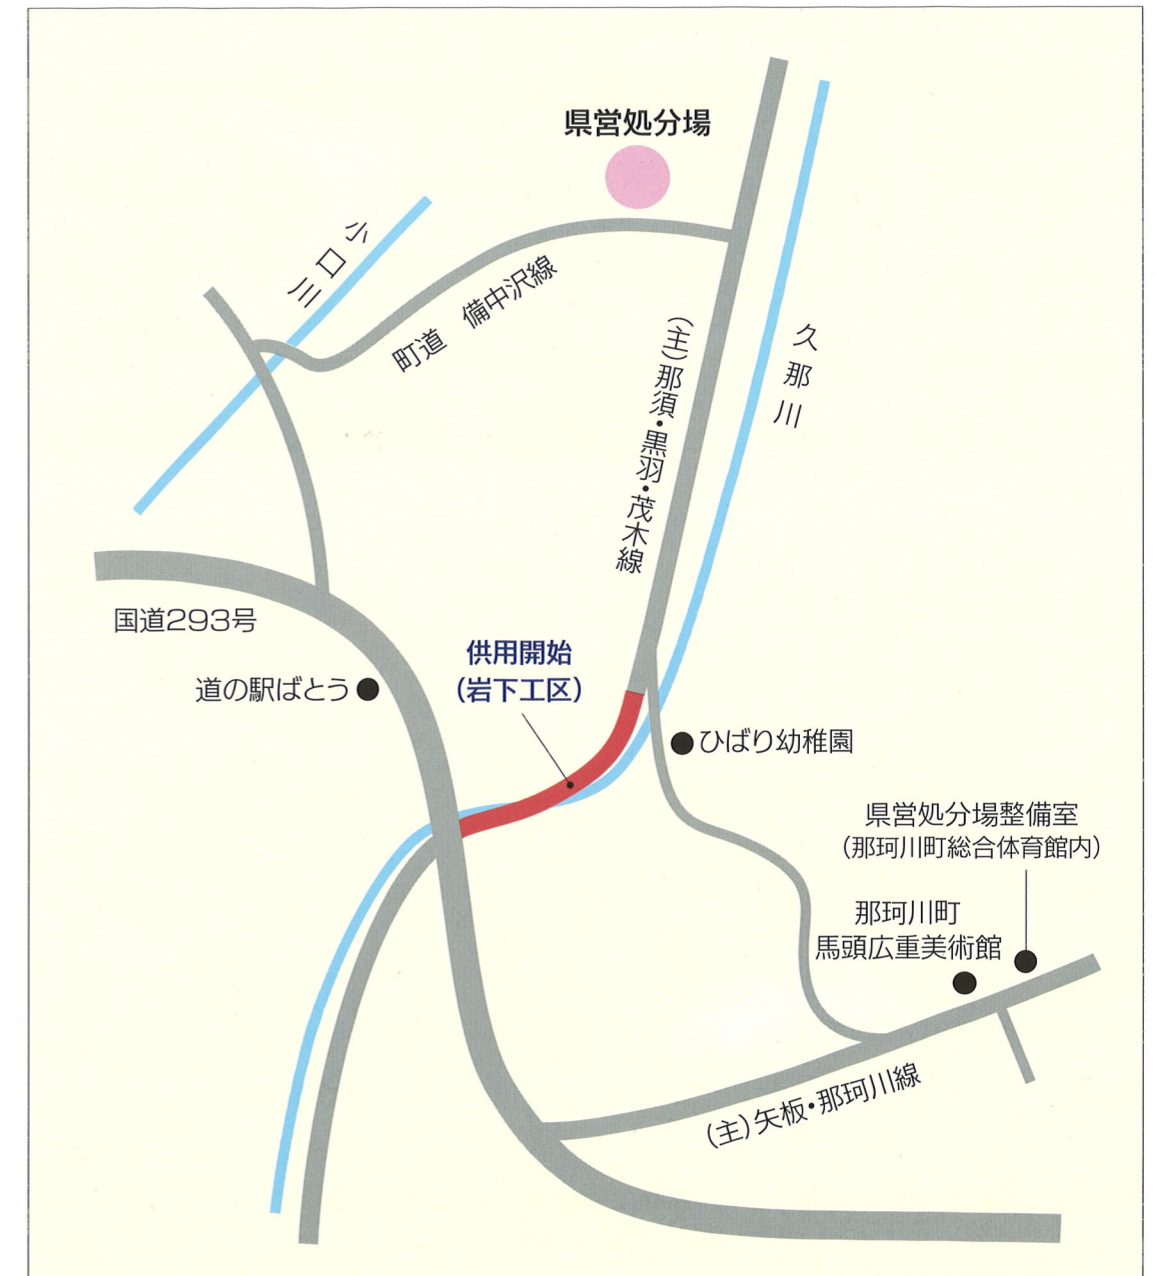 県営処分場
小口川
町道 備中沢線
(主)那須・黒羽・茂木線
久那川
国道293号
道の駅ばとう
供用開始
(岩下工区)
ひばり幼稚園
県営処分場整備室
(那珂川町総合体育館内)
那珂川町
馬頭広重美術館
(主)矢板・那珂川線